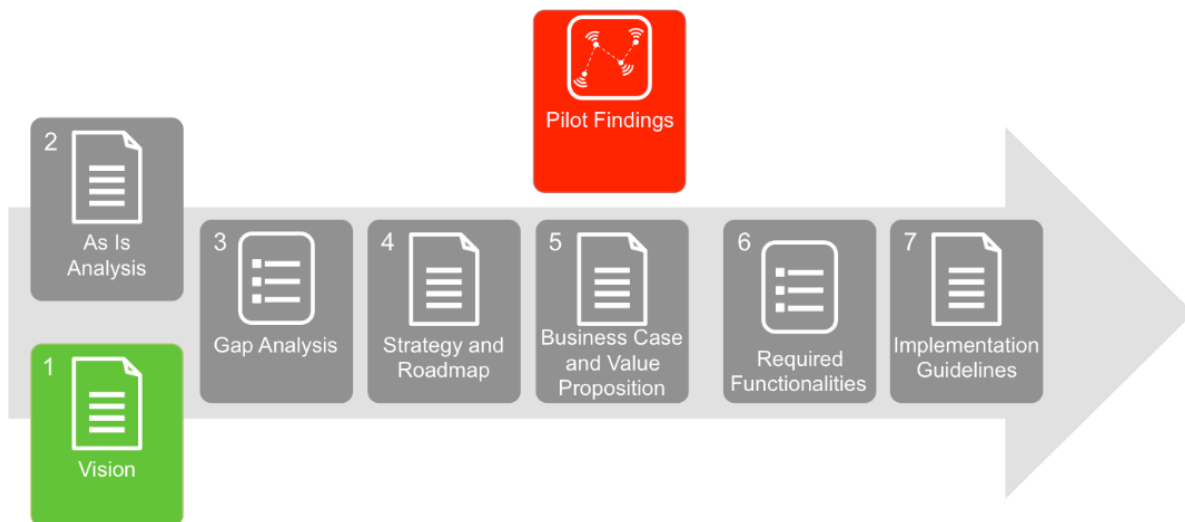 Pilot Findings
2
As Is
Analysis
1
Vision
3
Gap Analysis
4
Strategy and
Roadmap
5
Business Case
and Value
Proposition
6
Required
Functionalities
7
Implementation
Guidelines